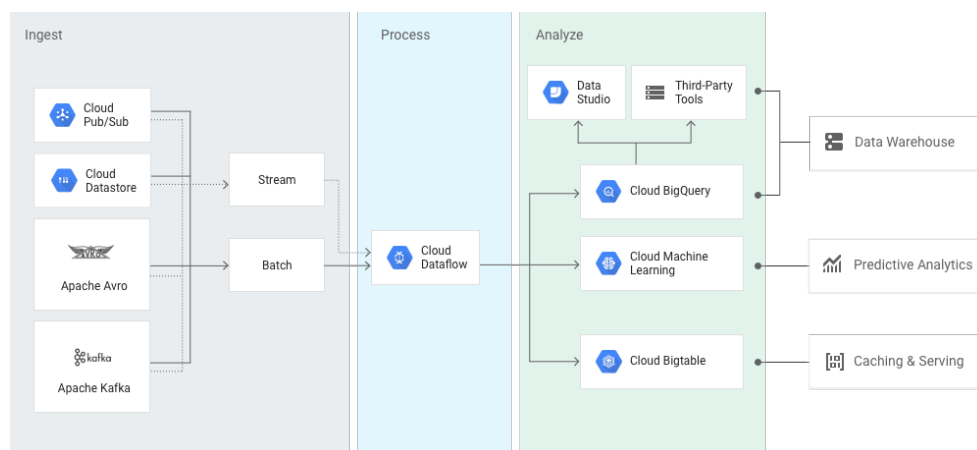 Ingest
Process
Analyze
Cloud
Pub/Sub
Cloud
Datastore
AVRO
Apache Avro
kafka
Apache Kafka
Stream
Batch
Cloud
Dataflow
Data
Studio
Third-Party
Tools
Cloud BigQuery
Cloud Machine
Learning
Cloud Bigtable
Data Warehouse
Predictive Analytics
Caching & Serving